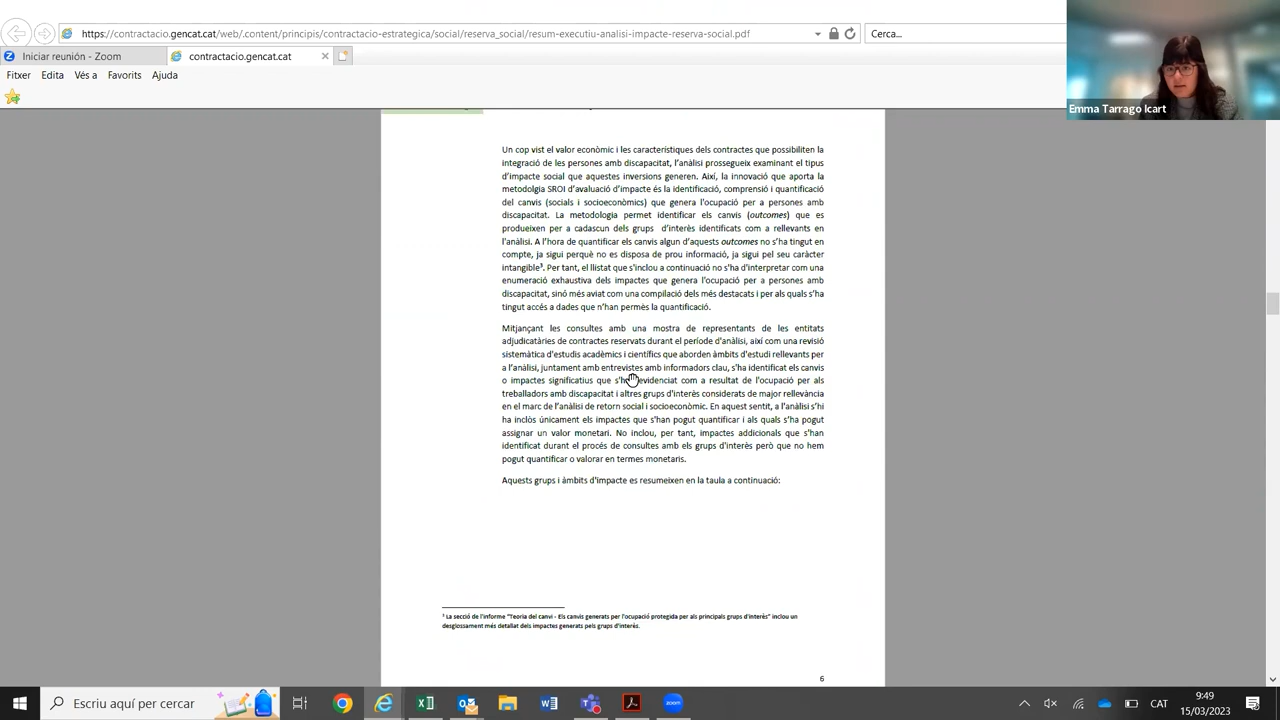 https://contractacio.gencat.cat/web/.content/principis/contractacio-estrategica/social/reserva_social/resum-executiu-analisi-impacte-reserva-social.pdf
Cerca...
Iniciar reunión - Zoom
contractacio.gencat.cat
Fitxer Edita Vés a Favorits Ajuda
Emma Tarrago Icart
Un cop vist el valor econòmic i les característiques dels contractes que possibiliten la
integració de les persones amb discapacitat, l'anàlisi prossegueix examinant el tipus
d'impacte social que aquestes inversions generen. Així, la innovació que aporta la
metodolgia SROI d'avaluació d'impacte és la identificació, comprensió i quantificació
del canvis (socials i socioeconòmics) que genera l'ocupació per a persones amb
discapacitat. La metodologia permet identificar els canvis (outcomes) que es
produeixen per a cadascun dels grups d'interès identificats com a rellevants en
l'anàlisi. A l'hora de quantificar els canvis algun d'aquests outcomes no s'ha tingut en
compte, ja sigui perquè no es disposa de prou informació, ja sigui pel seu caràcter
intangible³. Per tant, el llistat que s'inclou a continuació no s'ha d'interpretar com una
enumeració exhaustiva dels impactes que genera l'ocupació per a persones amb
discapacitat, sinó més aviat com una compilació dels més destacats i per als quals s'ha
tingut accés a dades que n'han permès la quantificació.
Mitjançant les consultes amb una mostra de representants de les entitats
adjudicatàries de contractes reservats durant el període d'anàlisi, així com una revisió
sistemàtica d'estudis acadèmics i científics que aborden àmbits d'estudi rellevants per
a l'anàlisi, juntament amb entrevistes amb informadors clau, s'ha identificat els canvis
o impactes significatius que s'ha evidenciat com a resultat de l'ocupació per als
treballadors amb discapacitat i altres grups d'interès considerats de major rellevància
en el marc de l'anàlisi de retorn social i socioeconòmic. En aquest sentit, a l'anàlisi s'hi
ha inclòs únicament els impactes que s'han pogut quantificar i als quals s'ha pogut
assignar un valor monetari. No inclou, per tant, impactes addicionals que s'han
identificat durant el procés de consultes amb els grups d'interès però que no hem
pogut quantificar o valorar en termes monetaris.
Aquests grups i àmbits d'impacte es resumeixen en la taula a continuació:
³ La secció de l'informe "Teoria del canvi - Els canvis generats per l'ocupació protegida per als principals grups d'interès" inclou un
desglossament més detallat dels impactes generats pels grups d'interès.
6
Escriu aquí per cercar
zoom
CAT
9:49
15/03/2023